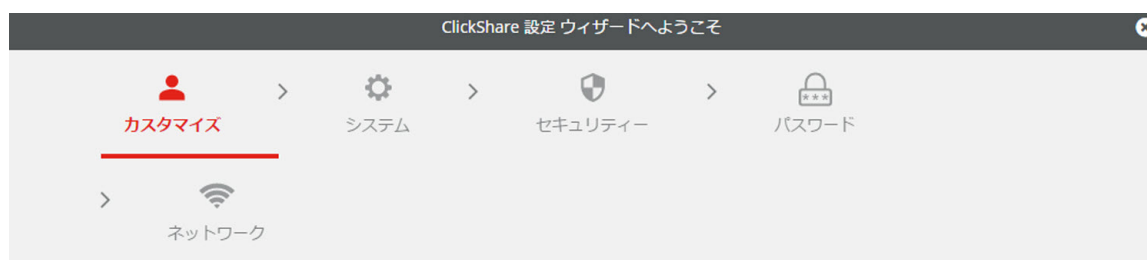 ClickShare 設定 ウィザードへようこそ
カスタマイズ
システム
セキュリティー
パスワード
ネットワーク